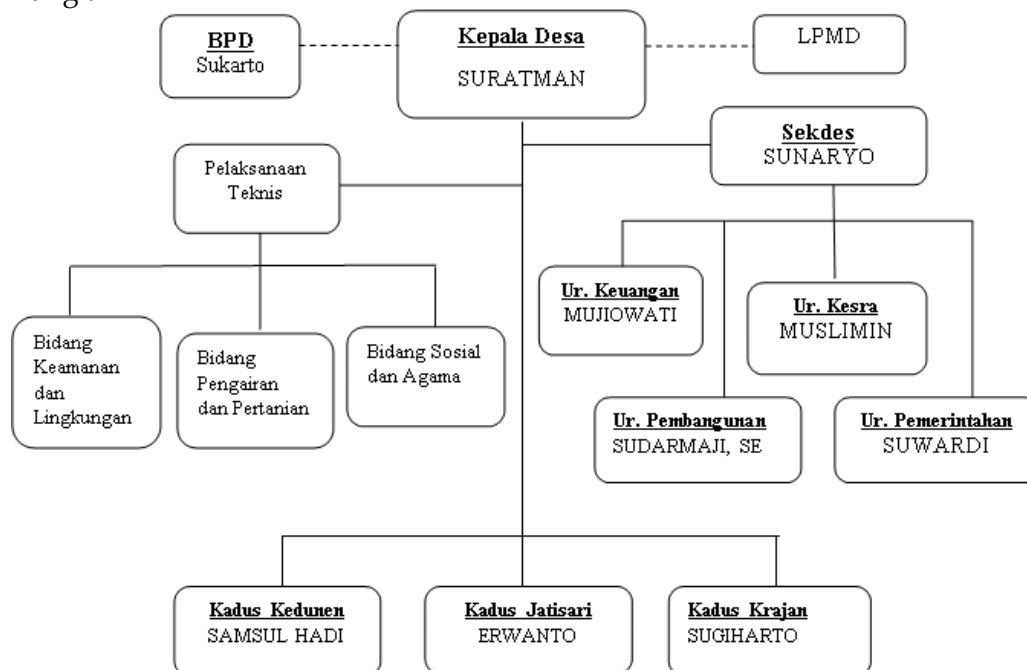 BPD
Sukarto
Kepala Desa
SURATMAN
LPMD
Sekdes
SUNARYO
Pelaksanaan
Teknis
Ur. Keuangan
MUJIOWATI
Ur. Kesra
MUSLIMIN
Bidang
Keamanan
dan
Lingkungan
Bidang
Pengairan
dan Pertanian
Bidang Sosial
dan Agama
Ur. Pembangunan
SUDARMAJI, SE
Ur. Pemerintahan
SUWARDI
Kadus Kedunen
SAMSUL HADI
Kadus Jatisari
ERWANTO
Kadus Krajan
SUGIHARTO